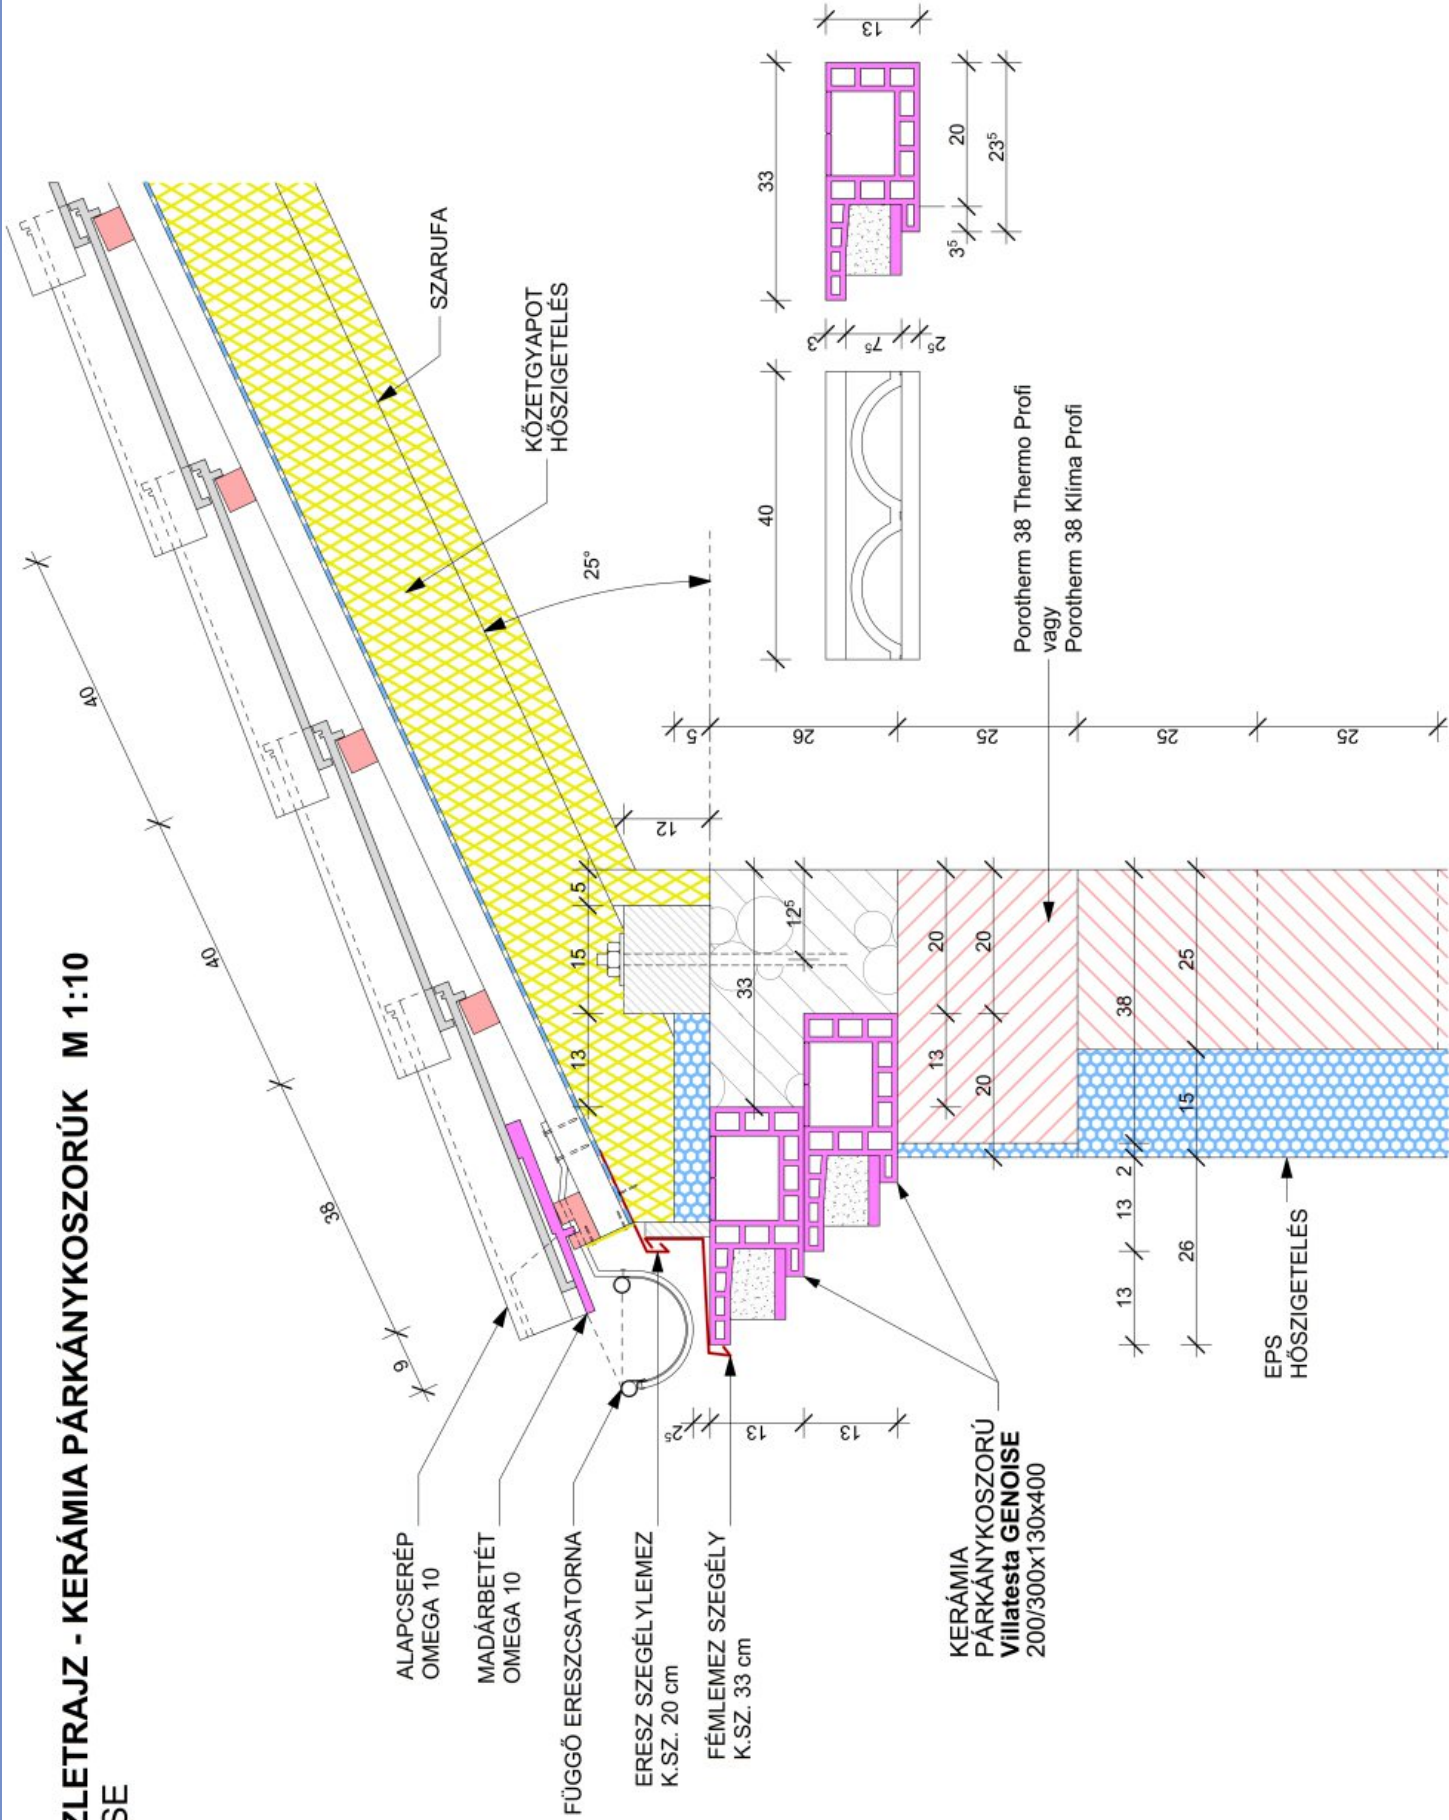 ZLETRAJZ - KERÁMIA PÁRKÁNYKOSZORÚK M 1:10
SE
ALAPCSERÉP
OMEGA 10
MADÁRBETÉT
OMEGA 10
FÜGGŐ ERESZCSATORNA
ERESZ SZEGÉLYLEMEZ
K.SZ. 20 cm
FÉMLEMEZ SZEGÉLY
K.SZ. 33 cm
KERÁMIA
PÁRKÁNYKOSZORÚ
Villatesta GENOISE
200/300x130x400
EPS
HŐSZIGETELÉS
9
38
40
40
2⁵
13
13
13
15
5
12
33
12⁵
13
20
20
20
13
13
2
38
26
15
25
5
26
25
25
25
25°
SZARUFA
KŐZETGYAPOT
HŐSZIGETELÉS
Porotherm 38 Thermo Profi
vagy
Porotherm 38 Klíma Profi
40
3
7⁵
2⁵
33
13
3⁵
20
23⁵